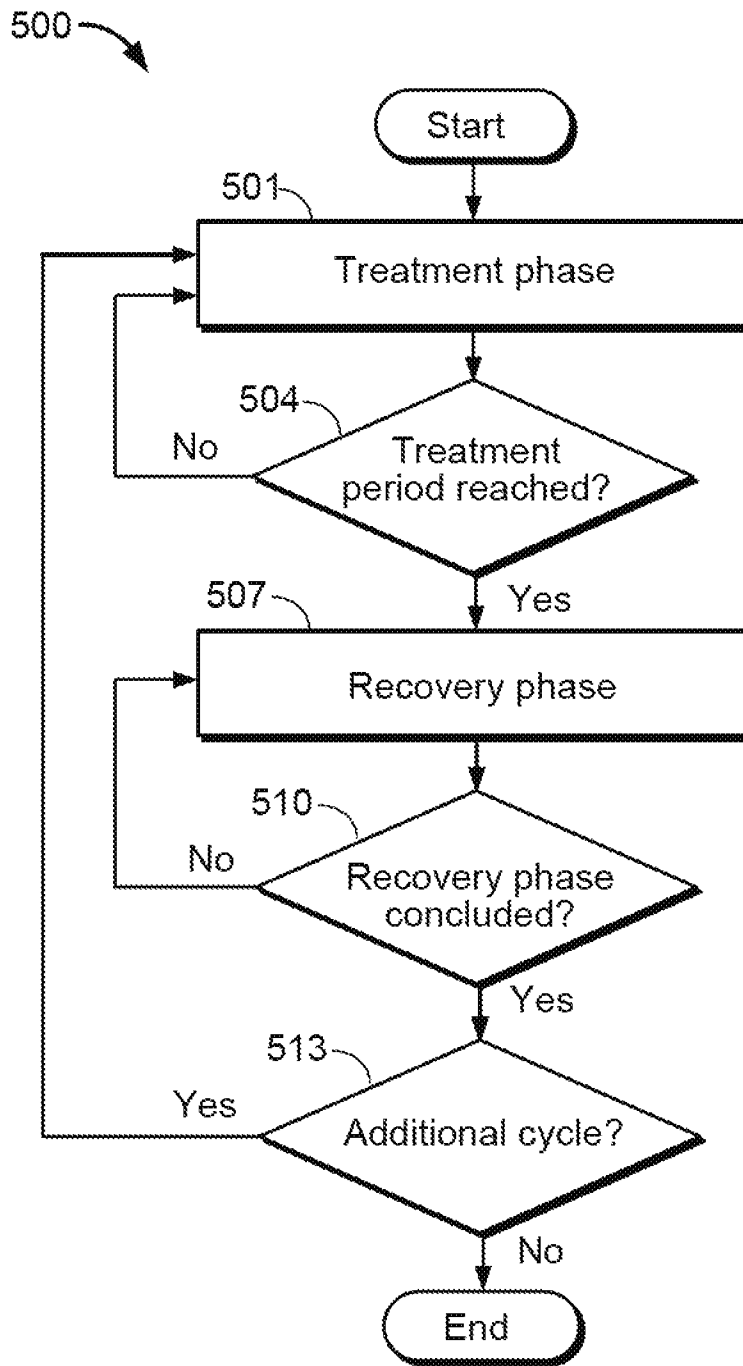 500
Start
501
Treatment phase
504
No
Treatment
period reached?
Yes
507
Recovery phase
510
No
Recovery phase
concluded?
Yes
513
Yes
Additional cycle?
No
End